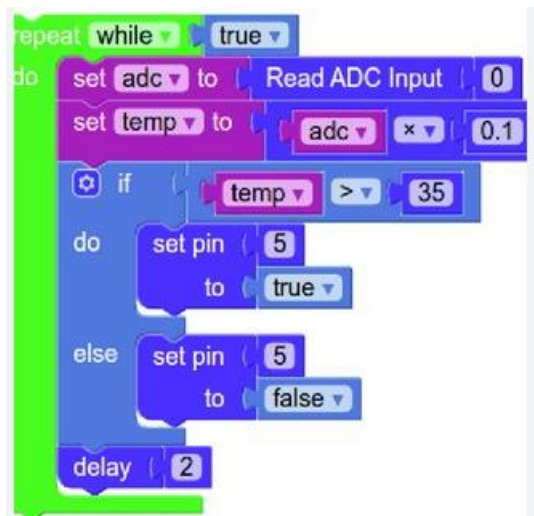 repeat while true
do set adc to Read ADC Input 0
set temp to adc × 0.1
if temp > 35
do set pin 5
to true
else set pin 5
to false
delay 2